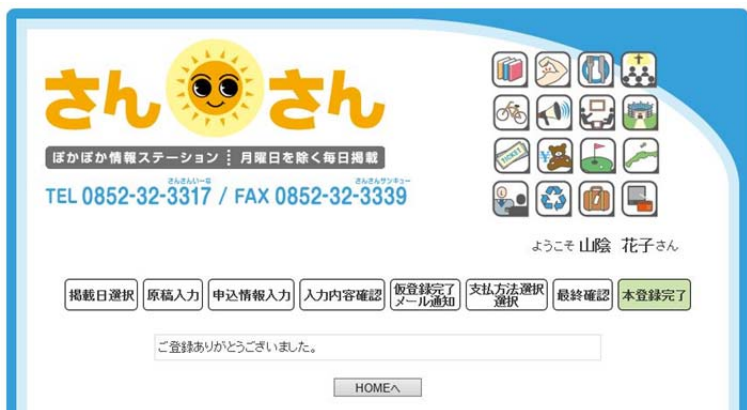 さんさん
ぽかぽか情報ステーション 月曜日を除く毎日掲載
さんさんいーな さんさんサンキュー
TEL 0852-32-3317 / FAX 0852-32-3339
TICKET
ようこそ 山陰 花子さん
掲載日選択 原稿入力 申込情報入力 入力内容確認 仮登録完了 メール通知 支払方法選択 選択 最終確認 本登録完了
ご登録ありがとうございました。
HOMEへ